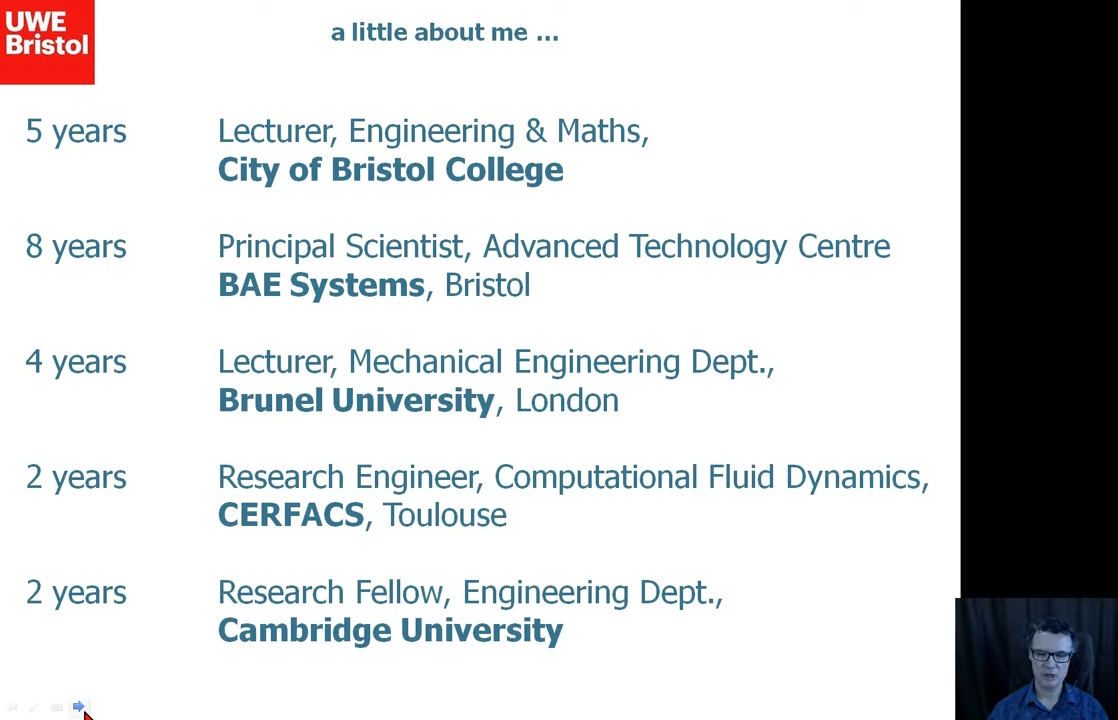 UWE
Bristol
a little about me ...
5 years Lecturer, Engineering & Maths,
City of Bristol College
8 years Principal Scientist, Advanced Technology Centre
BAE Systems, Bristol
4 years Lecturer, Mechanical Engineering Dept.,
Brunel University, London
2 years Research Engineer, Computational Fluid Dynamics,
CERFACS, Toulouse
2 years Research Fellow, Engineering Dept.,
Cambridge University